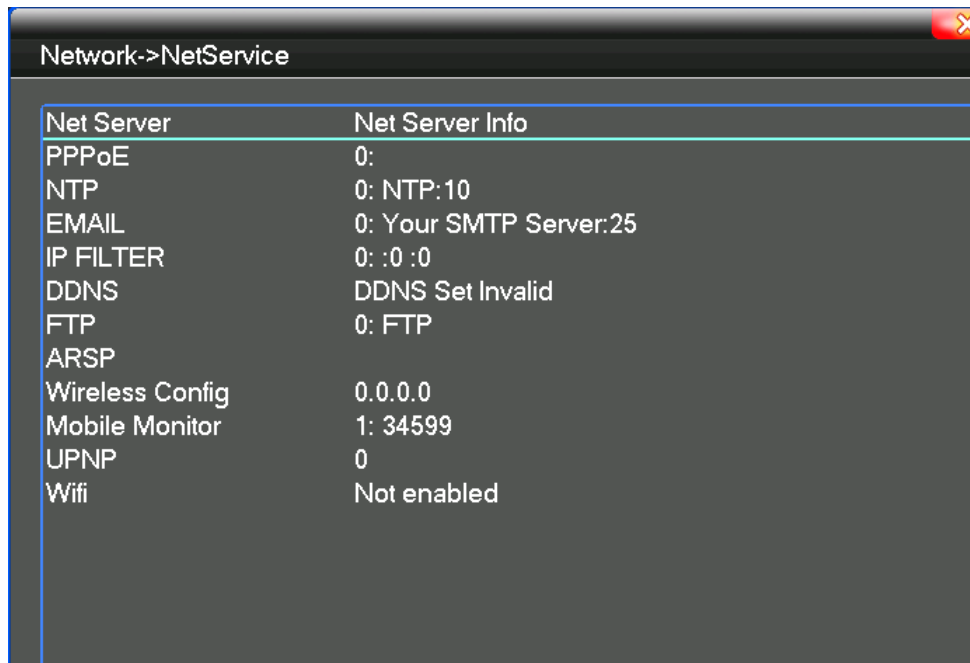 Network->NetService
Net Server Net Server Info
PPPoE 0:
NTP 0: NTP:10
EMAIL 0: Your SMTP Server:25
IP FILTER 0: :0 :0
DDNS DDNS Set Invalid
FTP 0: FTP
ARSP
Wireless Config 0.0.0.0
Mobile Monitor 1: 34599
UPNP 0
Wifi Not enabled